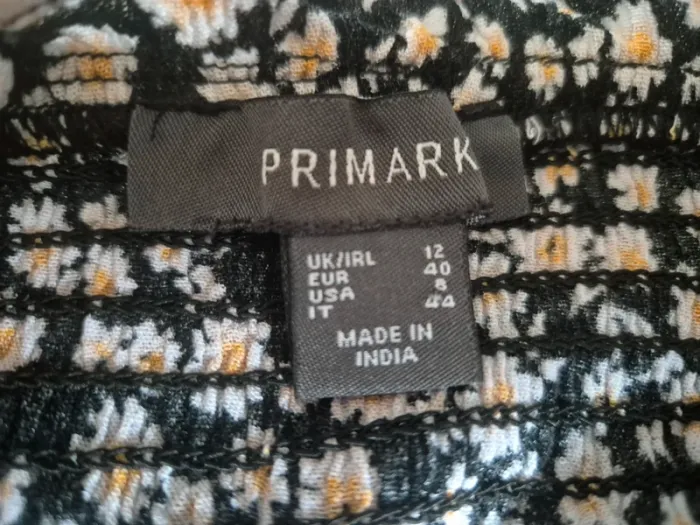 PRIMARK
UK/IRL 12
EUR 40
USA 8
IT 44
MADE IN
INDIA